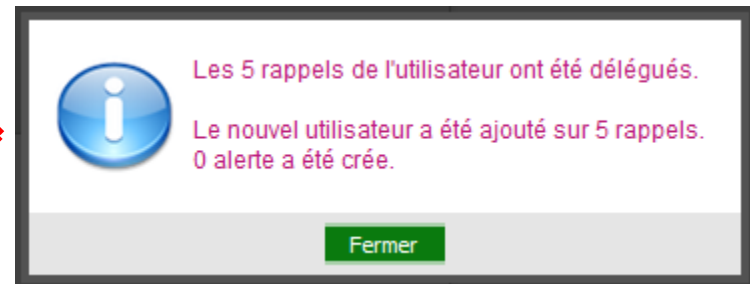 Les 5 rappels de l'utilisateur ont été délégués.
Le nouvel utilisateur a été ajouté sur 5 rappels.
0 alerte a été crée.
Fermer